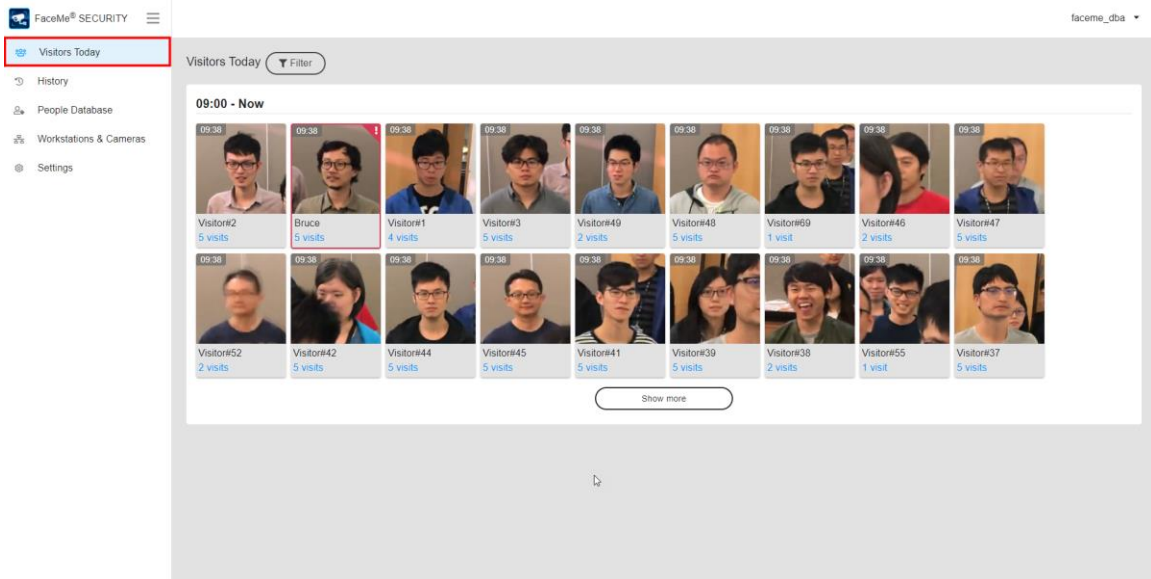 FaceMe® SECURITY
faceme_dba
Visitors Today
History
People Database
Workstations & Cameras
Settings
Visitors Today Filter
09:00 - Now
09:38 09:38 09:38 09:38 09:38 09:38 09:38 09:38 09:38
Visitor#2 Bruce Visitor#1 Visitor#3 Visitor#49 Visitor#48 Visitor#69 Visitor#46 Visitor#47
5 visits 5 visits 4 visits 5 visits 2 visits 5 visits 1 visit 2 visits 5 visits
09:38 09:38 09:38 09:38 09:38 09:38 09:38 09:38 09:38
Visitor#52 Visitor#42 Visitor#44 Visitor#45 Visitor#41 Visitor#39 Visitor#38 Visitor#55 Visitor#37
2 visits 5 visits 5 visits 5 visits 5 visits 5 visits 2 visits 1 visit 5 visits
Show more